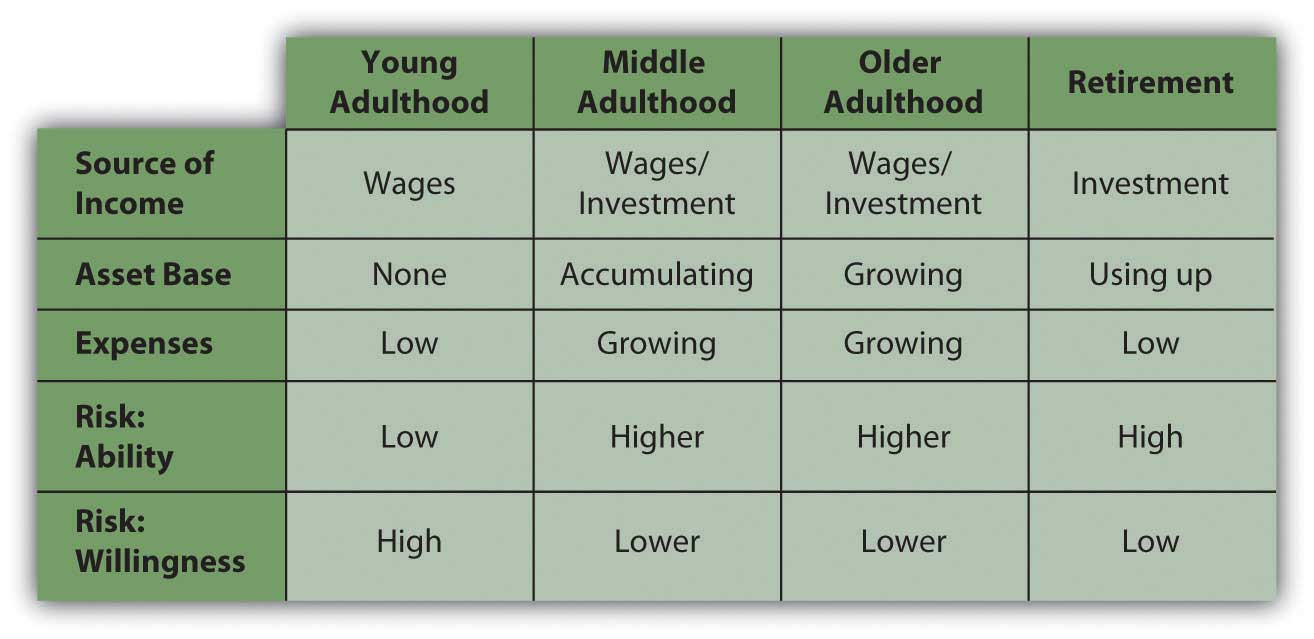 Young
Adulthood
Middle
Adulthood
Older
Adulthood
Retirement
Source of
Income
Wages
Wages/
Investment
Wages/
Investment
Investment
Asset Base
None
Accumulating
Growing
Using up
Expenses
Low
Growing
Growing
Low
Risk:
Ability
Low
Higher
Higher
High
Risk:
Willingness
High
Lower
Lower
Low